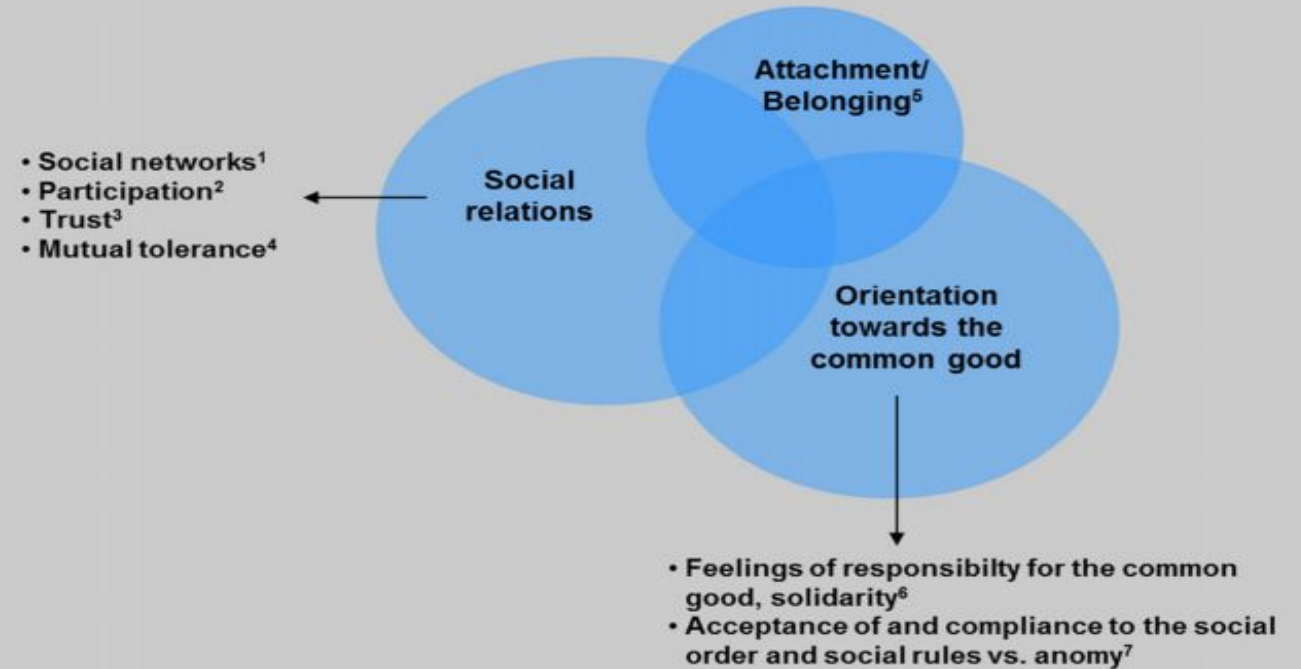 Attachment/
Belonging⁵
• Social networks¹
• Participation²
• Trust³
• Mutual tolerance⁴
Social
relations
Orientation
towards the
common good
• Feelings of responsibilty for the common
good, solidarity⁶
• Acceptance of and compliance to the social
order and social rules vs. anomy⁷